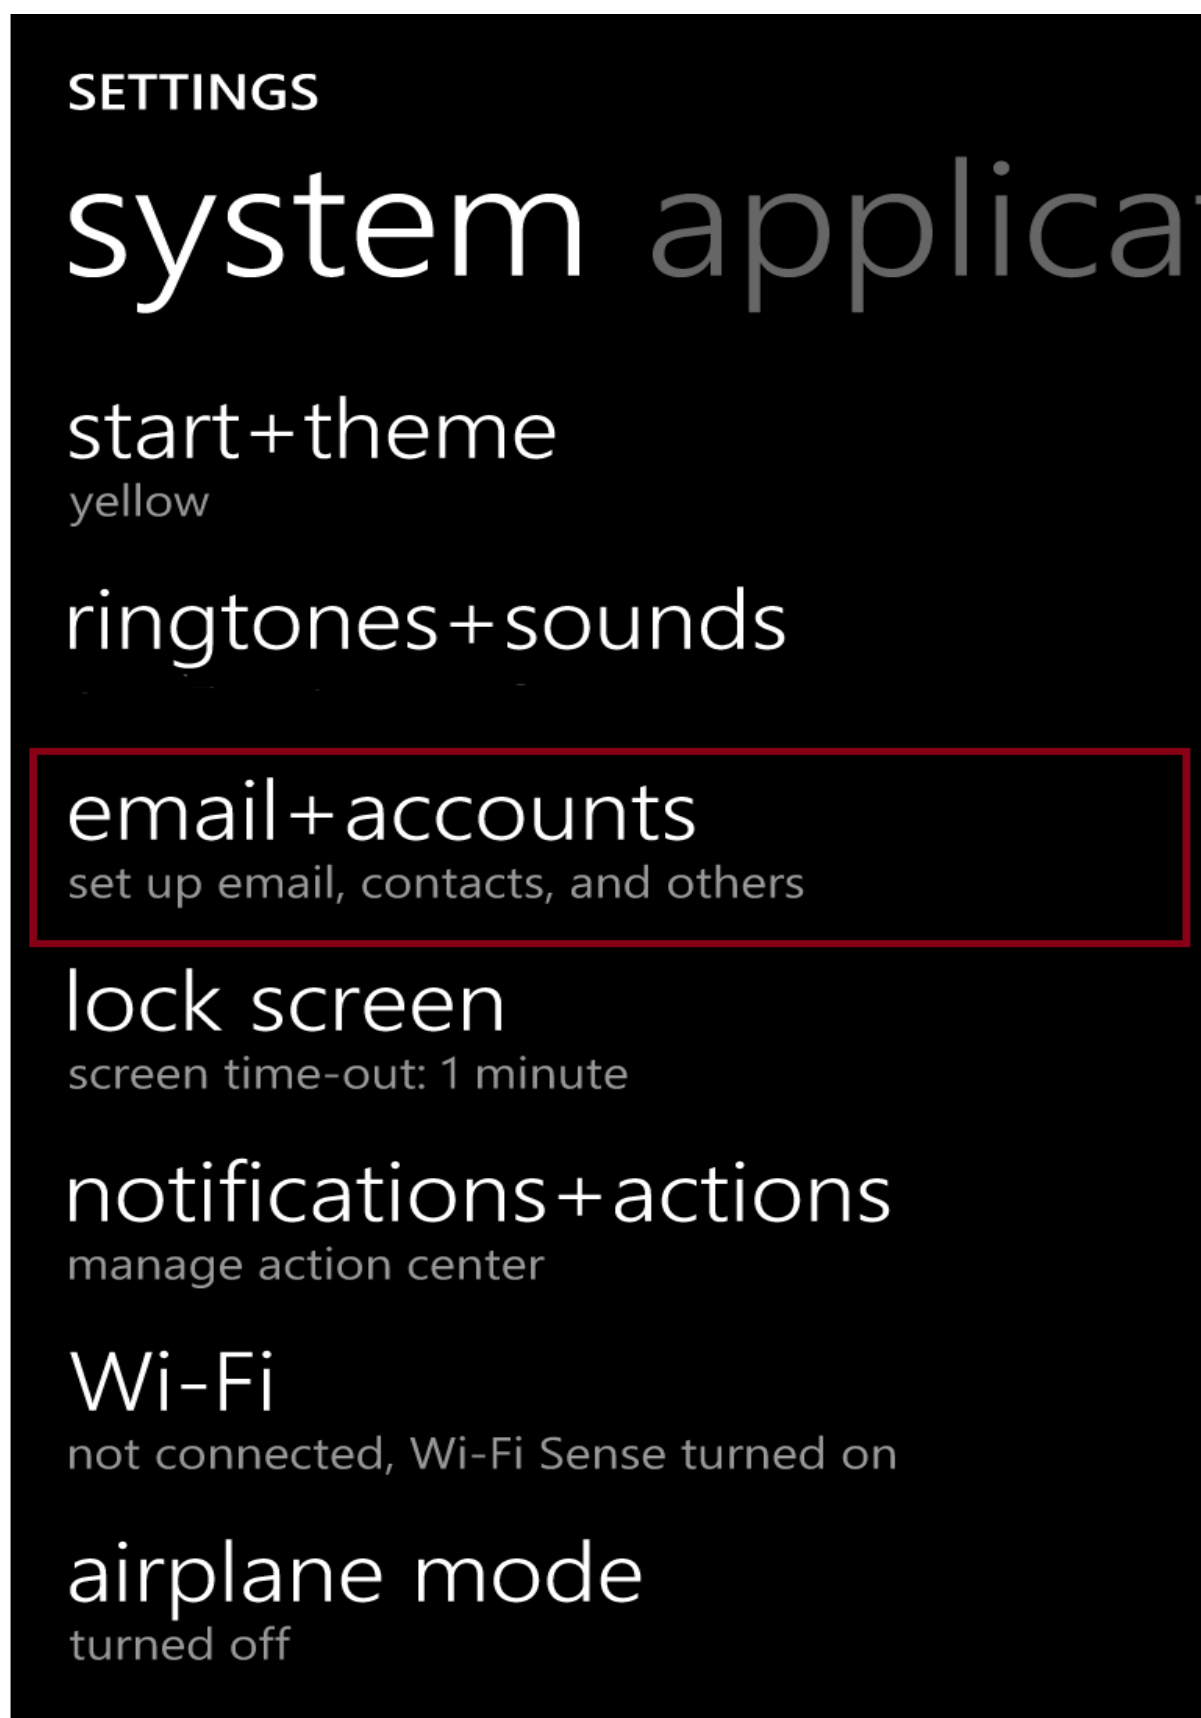 SETTINGS
system applica
start+theme
yellow
ringtones+sounds
email+accounts
set up email, contacts, and others
lock screen
screen time-out: 1 minute
notifications+actions
manage action center
Wi-Fi
not connected, Wi-Fi Sense turned on
airplane mode
turned off